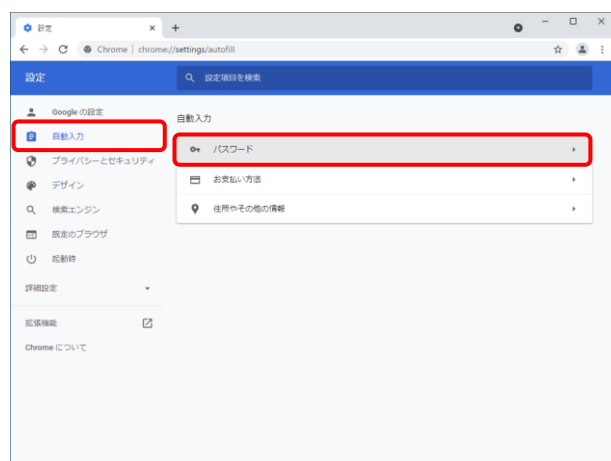 設定
Chrome | chrome://settings/autofill
設定
設定項目を検索
Google の設定
自動入力
プライバシーとセキュリティ
デザイン
検索エンジン
既定のブラウザ
起動時
詳細設定
拡張機能
Chrome について
自動入力
パスワード
お支払い方法
住所やその他の情報